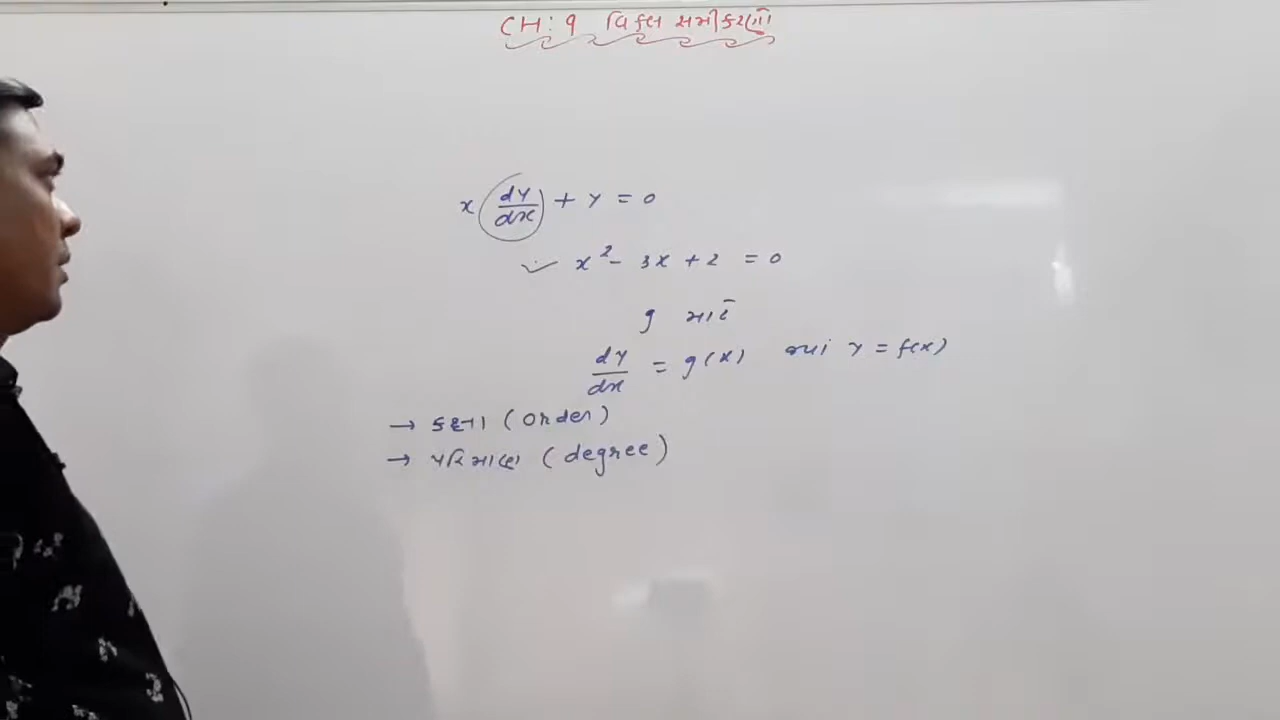 CH: 9 વિકલ સમીકરણો
x (dy/dx) + y = 0
✓ x² - 3x + 2 = 0
g માટે
dy/dx = g(x) જ્યાં y = f(x)
→ કક્ષા (order)
→ પરિમાણ (degree)